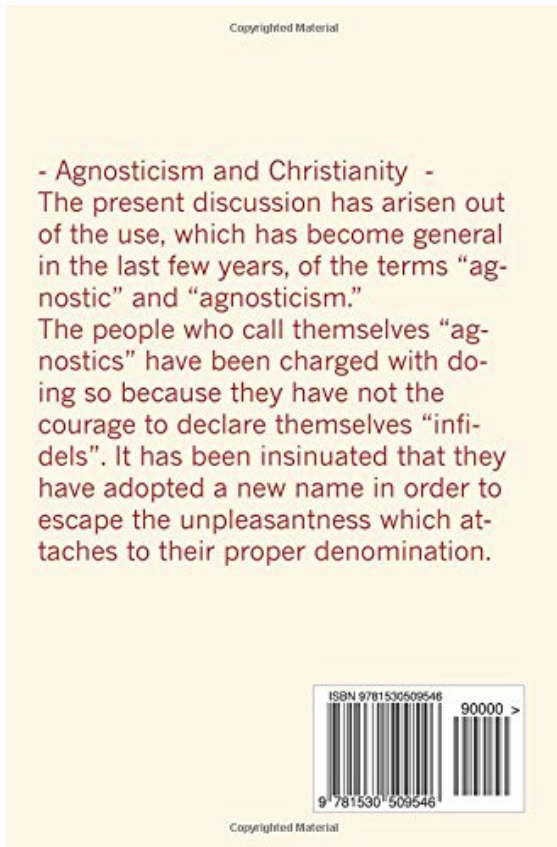 Copyrighted Material
- Agnosticism and Christianity -
The present discussion has arisen out
of the use, which has become general
in the last few years, of the terms “ag-
nostic” and “agnosticism.”
The people who call themselves “ag-
nostics” have been charged with do-
ing so because they have not the
courage to declare themselves “infi-
dels”. It has been insinuated that they
have adopted a new name in order to
escape the unpleasantness which at-
taches to their proper denomination.
ISBN 9781530509546
90000 >
9 781530 509546
Copyrighted Material